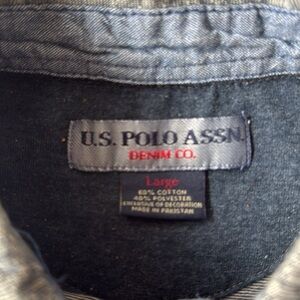 U.S. POLO ASSN.
DENIM CO.
Large
60% COTTON
40% POLYESTER
EXCLUSIVE OF DECORATION
MADE IN PAKISTAN